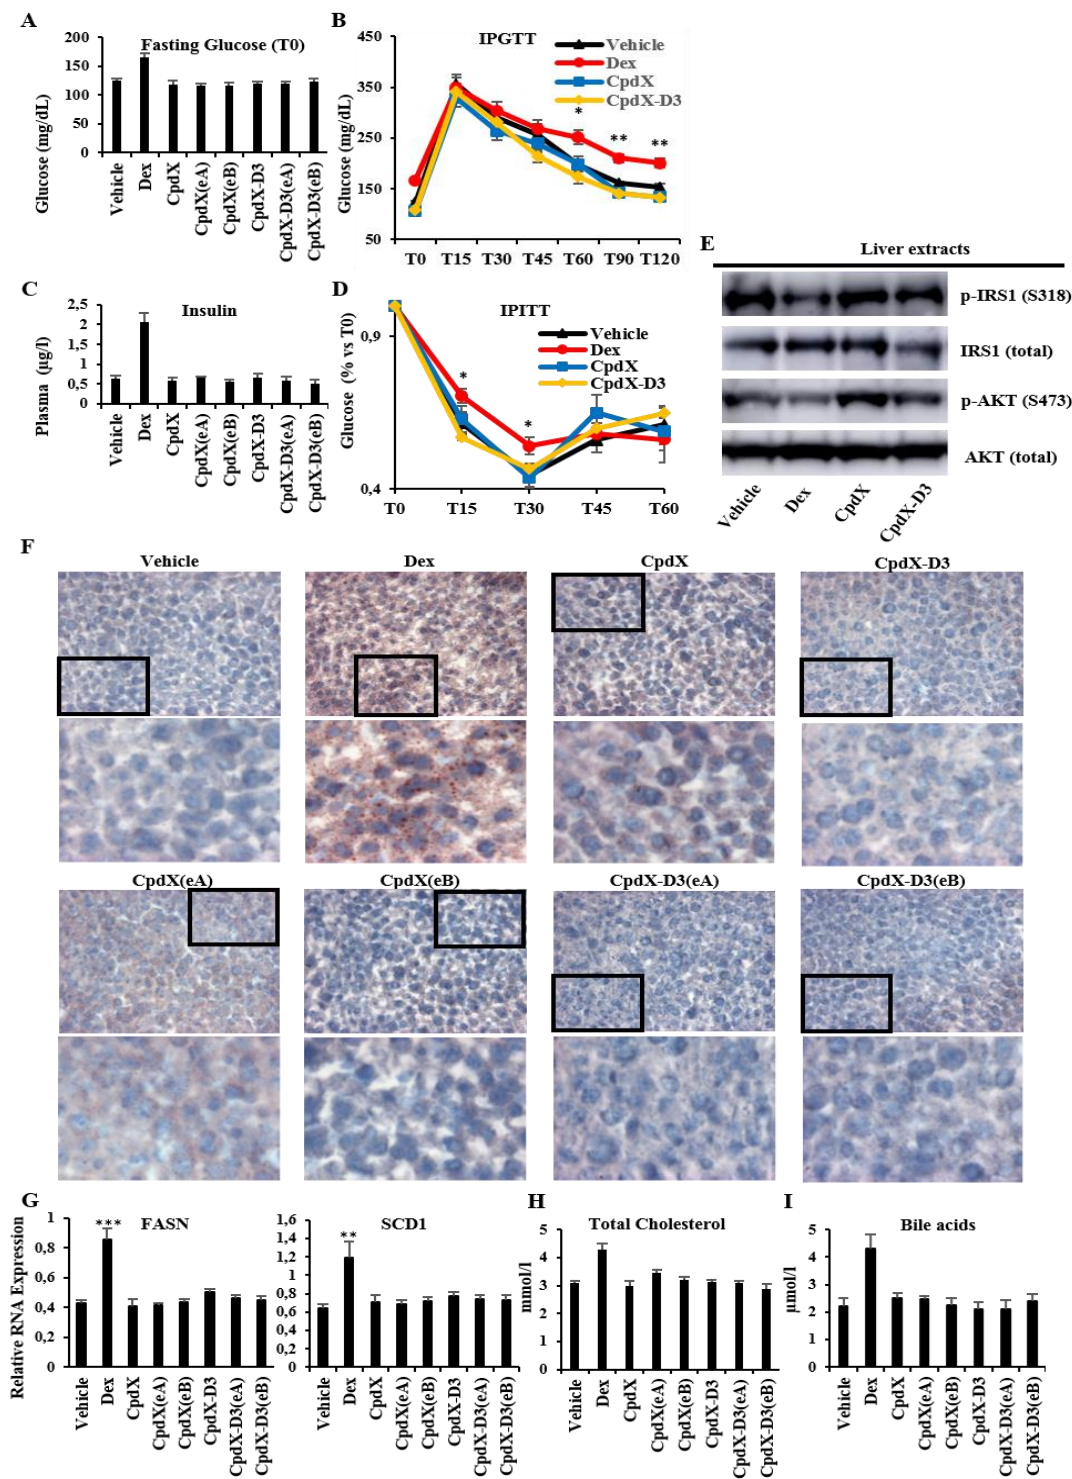 A
Fasting Glucose (T0)
Glucose (mg/dL)
200
150
100
50
0
Vehicle
Dex
CpdX
CpdX(eA)
CpdX(eB)
CpdX-D3
CpdX-D3(eA)
CpdX-D3(eB)
B
IPGTT
Glucose (mg/dL)
450
350
250
150
50
Vehicle
Dex
CpdX
CpdX-D3
*
**
**
T0 T15 T30 T45 T60 T90 T120
C
Insulin
Plasma (µg/l)
2,5
2
1,5
1
0,5
0
Vehicle
Dex
CpdX
CpdX(eA)
CpdX(eB)
CpdX-D3
CpdX-D3(eA)
CpdX-D3(eB)
D
IPITT
Glucose (% vs T0)
0,9
0,4
Vehicle
Dex
CpdX
CpdX-D3
*
*
T0 T15 T30 T45 T60
E
Liver extracts
p-IRS1 (S318)
IRS1 (total)
p-AKT (S473)
AKT (total)
Vehicle
Dex
CpdX
CpdX-D3
F
Vehicle
Dex
CpdX
CpdX-D3
CpdX(eA)
CpdX(eB)
CpdX-D3(eA)
CpdX-D3(eB)
G
FASN
Relative RNA Expression
1
0,8
0,6
0,4
0,2
0
***
Vehicle
Dex
CpdX
CpdX(eA)
CpdX(eB)
CpdX-D3
CpdX-D3(eA)
CpdX-D3(eB)
SCD1
1,6
1,4
1,2
1
0,8
0,6
0,4
0,2
0
**
Vehicle
Dex
CpdX
CpdX(eA)
CpdX(eB)
CpdX-D3
CpdX-D3(eA)
CpdX-D3(eB)
H
Total Cholesterol
mmol/l
5
4
3
2
1
0
Vehicle
Dex
CpdX
CpdX(eA)
CpdX(eB)
CpdX-D3
CpdX-D3(eA)
CpdX-D3(eB)
I
Bile acids
µmol/l
5
4
3
2
1
0
Vehicle
Dex
CpdX
CpdX(eA)
CpdX(eB)
CpdX-D3
CpdX-D3(eA)
CpdX-D3(eB)